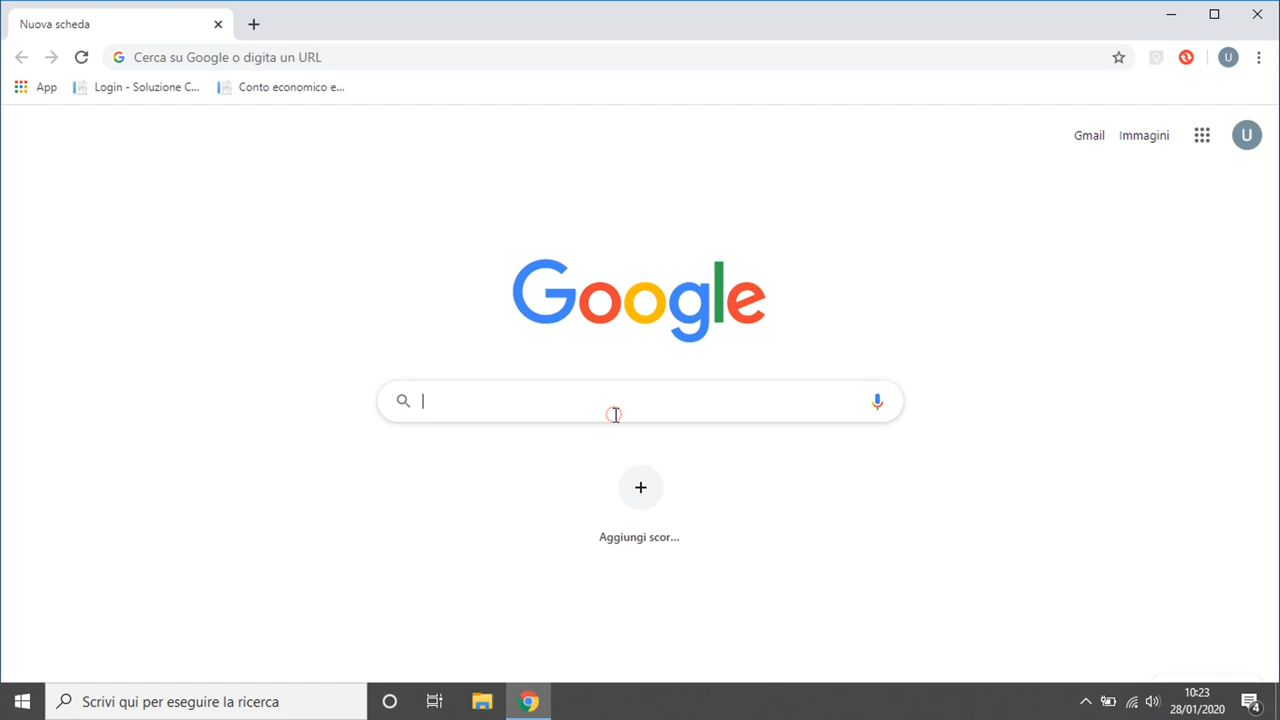 Nuova scheda
Cerca su Google o digita un URL
App
Login - Soluzione C...
Conto economico e...
Gmail
Immagini
U
Google
Aggiungi scor...
Scrivi qui per eseguire la ricerca
10:23
28/01/2020
4